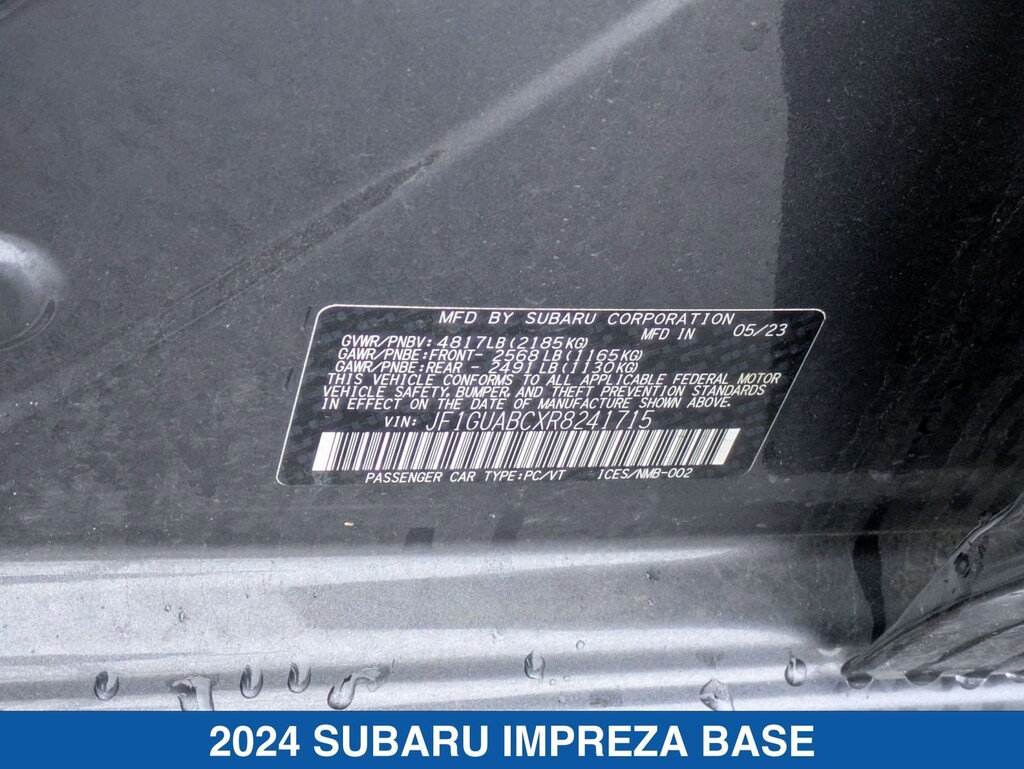 MFD BY SUBARU CORPORATION
MFD IN 05/23
GVWR/PNBV: 4817LB(2185KG)
GAWR/PNBE:FRONT- 2568LB(1165KG)
GAWR/PNBE:REAR - 2491LB(1130KG)
THIS VEHICLE CONFORMS TO ALL APPLICABLE FEDERAL MOTOR
VEHICLE SAFETY, BUMPER, AND THEFT PREVENTION STANDARDS
IN EFFECT ON THE DATE OF MANUFACTURE SHOWN ABOVE.
VIN: JF1GUABCXR8241715
PASSENGER CAR TYPE:PC/VT ICES/NMB-002
2024 SUBARU IMPREZA BASE